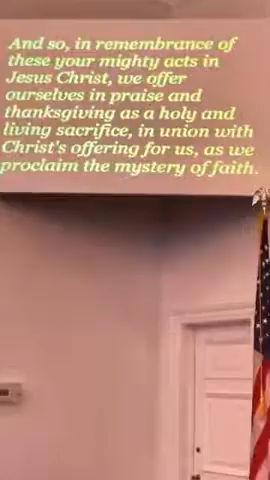 And so, in remembrance of
these your mighty acts in
Jesus Christ, we offer
ourselves in praise and
thanksgiving as a holy and
living sacrifice, in union with
Christ's offering for us, as we
proclaim the mystery of faith.